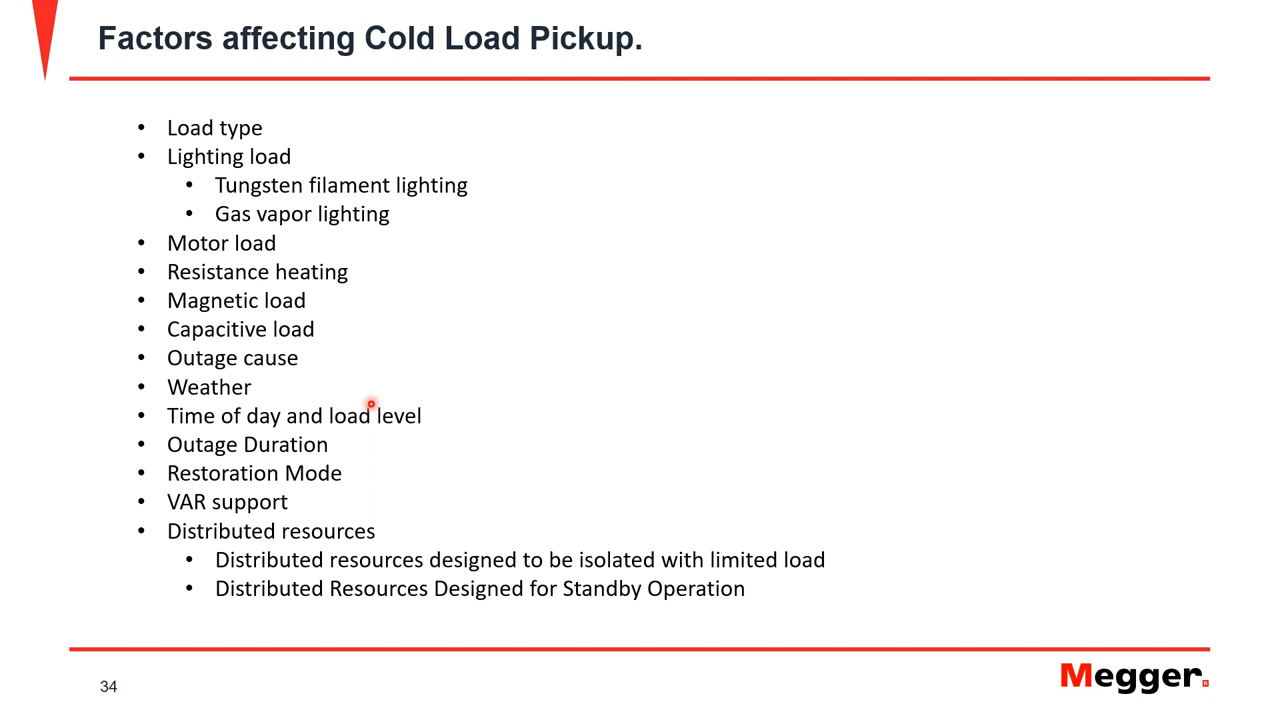 Factors affecting Cold Load Pickup.
• Load type
• Lighting load
• Tungsten filament lighting
• Gas vapor lighting
• Motor load
• Resistance heating
• Magnetic load
• Capacitive load
• Outage cause
• Weather
• Time of day and load level
• Outage Duration
• Restoration Mode
• VAR support
• Distributed resources
• Distributed resources designed to be isolated with limited load
• Distributed Resources Designed for Standby Operation
34
Megger.